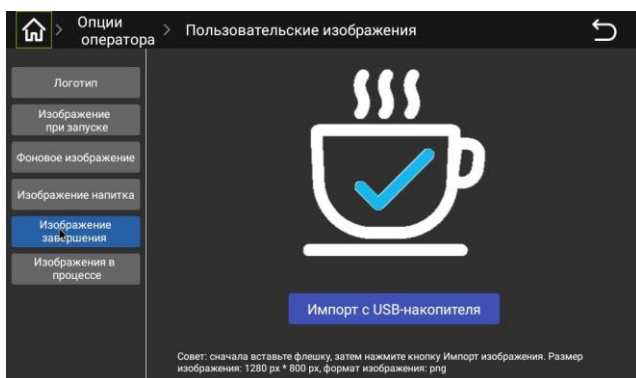 Опции
оператора
Пользовательские изображения
Логотип
Изображение
при запуске
Фоновое изображение
Изображение напитка
Изображение
завершения
Изображения в
процессе
Импорт с USB-накопителя
Совет: сначала вставьте флешку, затем нажмите кнопку Импорт изображения. Размер
изображения: 1280 px * 800 px, формат изображения: png